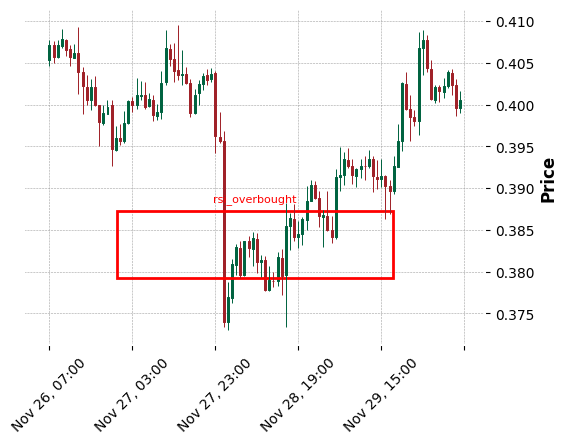 0.410
0.405
0.400
0.395
0.390
0.385
0.380
0.375
Price
rsi_overbought
Nov 26, 07:00
Nov 27, 03:00
Nov 27, 23:00
Nov 28, 19:00
Nov 29, 15:00